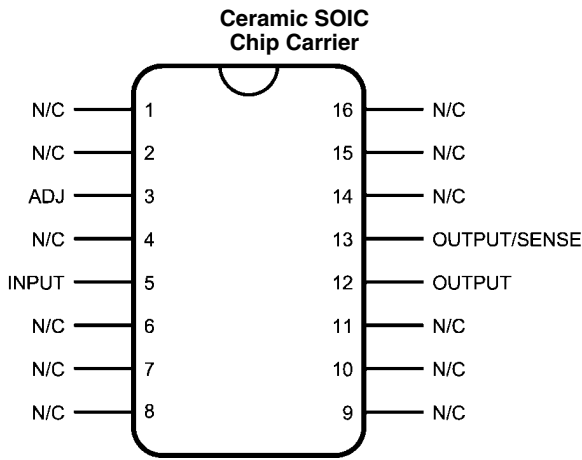 Ceramic SOIC
Chip Carrier
N/C 1 16 N/C
N/C 2 15 N/C
ADJ 3 14 N/C
N/C 4 13 OUTPUT/SENSE
INPUT 5 12 OUTPUT
N/C 6 11 N/C
N/C 7 10 N/C
N/C 8 9 N/C